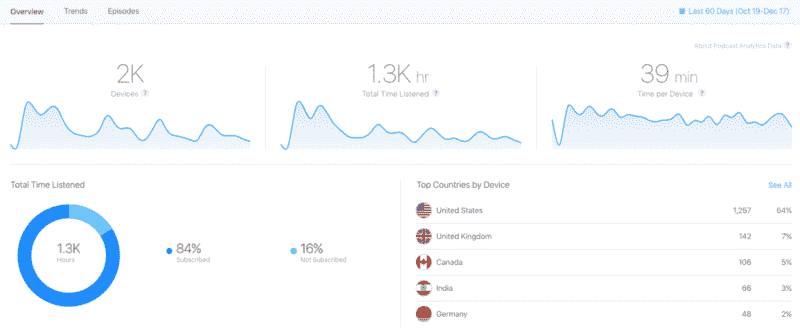 Overview Trends Episodes Last 60 Days (Oct 19-Dec 17)
About Podcast Analytics Data ?
2K 1.3K hr 39 min
Devices ? Total Time Listened ? Time per Device ?
Total Time Listened
1.3K
Hours
84%
Subscribed
16%
Not Subscribed
Top Countries by Device See All
United States 1,257 64%
United Kingdom 142 7%
Canada 106 5%
India 66 3%
Germany 48 2%